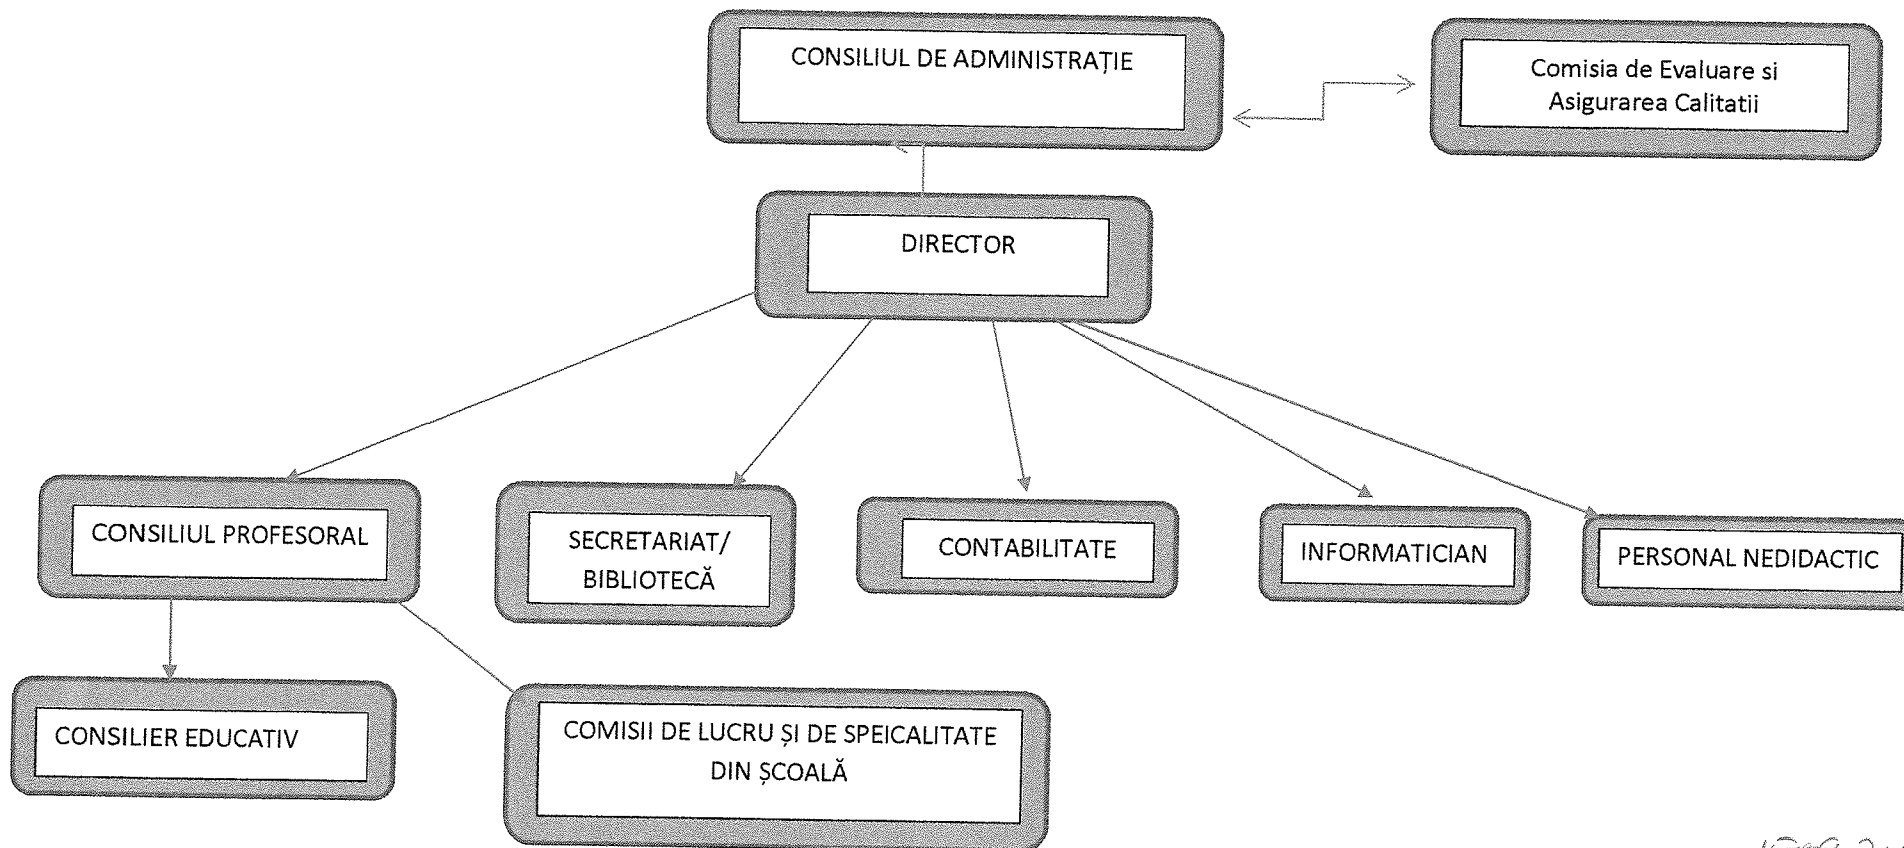 CONSILIUL DE ADMINISTRAȚIE
Comisia de Evaluare si
Asigurarea Calitatii
DIRECTOR
CONSILIUL PROFESORAL
SECRETARIAT/
BIBLIOTECĂ
CONTABILITATE
INFORMATICIAN
PERSONAL NEDIDACTIC
CONSILIER EDUCATIV
COMISII DE LUCRU ȘI DE SPEICALITATE
DIN ȘCOALĂ